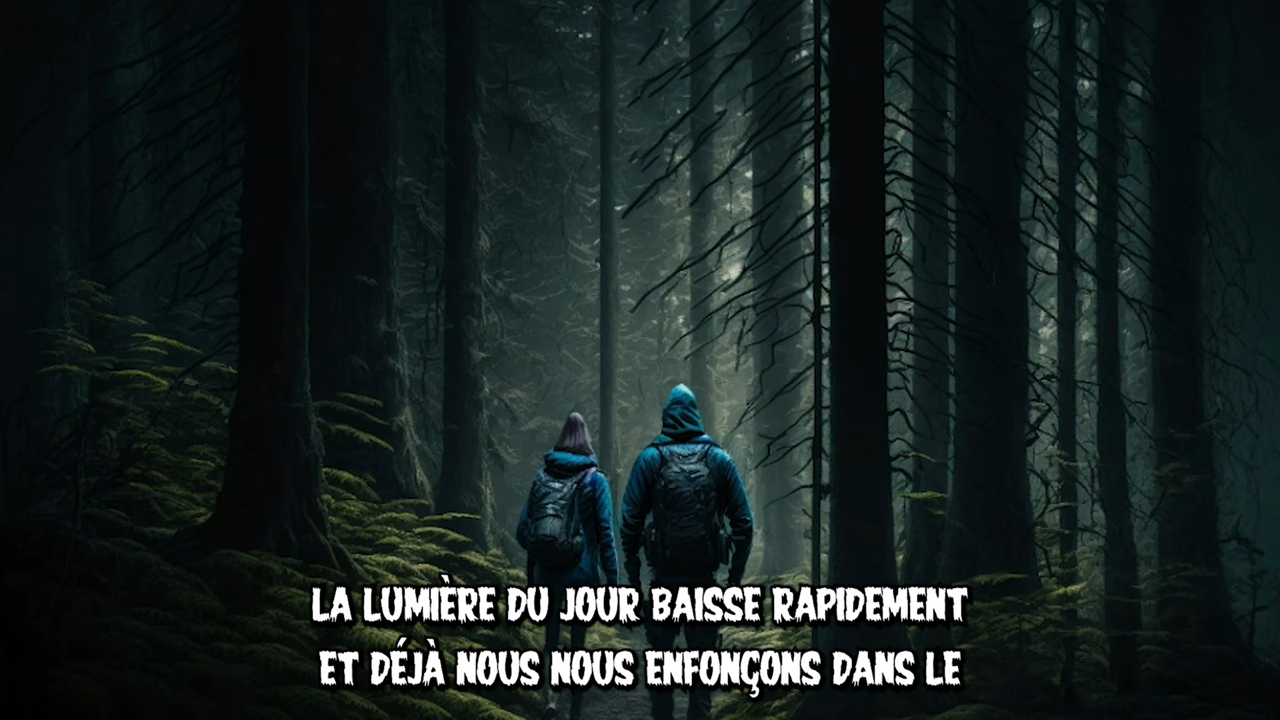 LA LUMIÈRE DU JOUR BAISSE RAPIDEMENT
ET DÉJÀ NOUS NOUS ENFONÇONS DANS LE